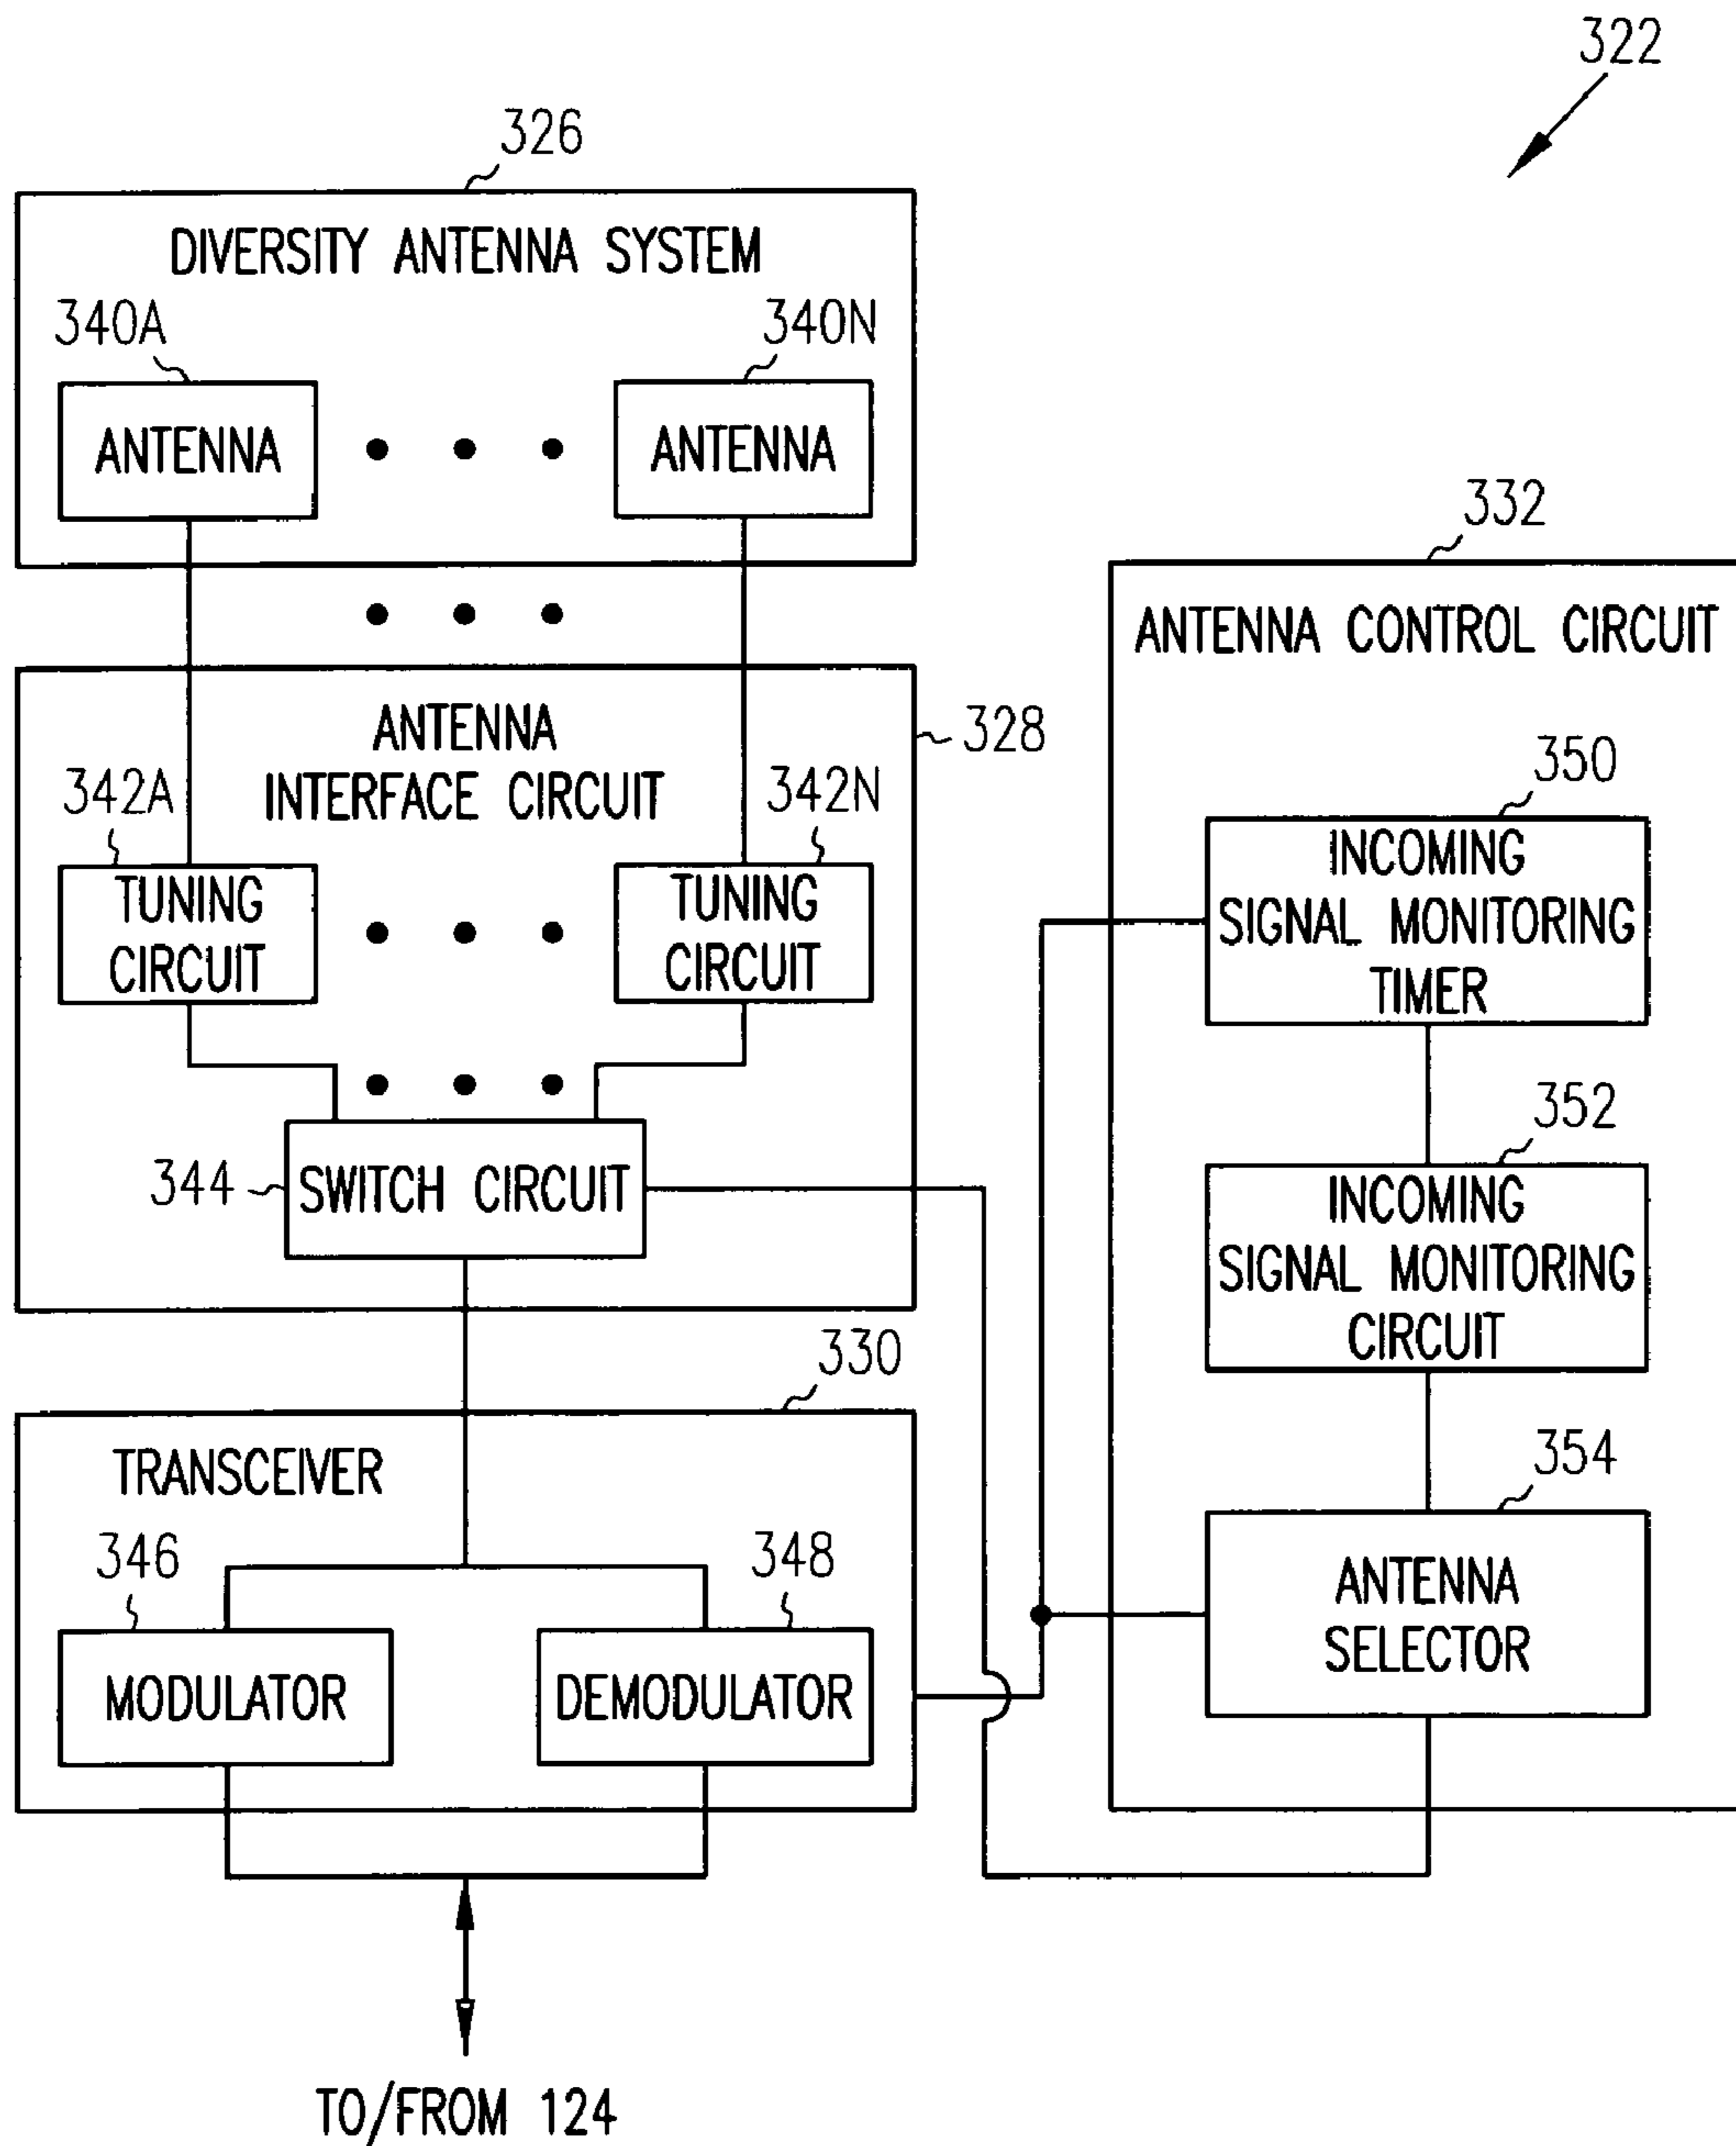 322
326
DIVERSITY ANTENNA SYSTEM
340A
340N
ANTENNA
ANTENNA
328
ANTENNA
INTERFACE CIRCUIT
342A
342N
TUNING
CIRCUIT
TUNING
CIRCUIT
344
SWITCH CIRCUIT
330
TRANSCEIVER
346
348
MODULATOR
DEMODULATOR
TO/FROM 124
332
ANTENNA CONTROL CIRCUIT
350
INCOMING
SIGNAL MONITORING
TIMER
352
INCOMING
SIGNAL MONITORING
CIRCUIT
354
ANTENNA
SELECTOR